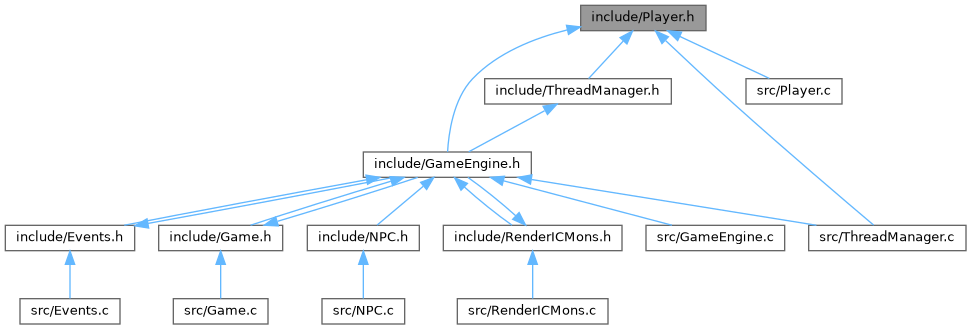 include/Player.h
include/ThreadManager.h
src/Player.c
include/GameEngine.h
include/Events.h
include/Game.h
include/NPC.h
include/RenderICMons.h
src/GameEngine.c
src/ThreadManager.c
src/Events.c
src/Game.c
src/NPC.c
src/RenderICMons.c